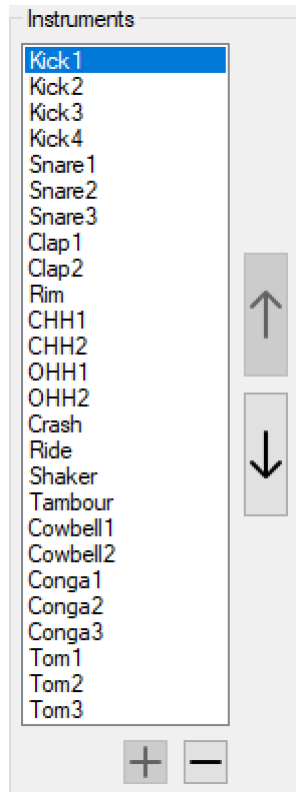 Instruments
Kick1
Kick2
Kick3
Kick4
Snare1
Snare2
Snare3
Clap1
Clap2
Rim
CHH1
CHH2
OHH1
OHH2
Crash
Ride
Shaker
Tambour
Cowbell1
Cowbell2
Conga1
Conga2
Conga3
Tom1
Tom2
Tom3